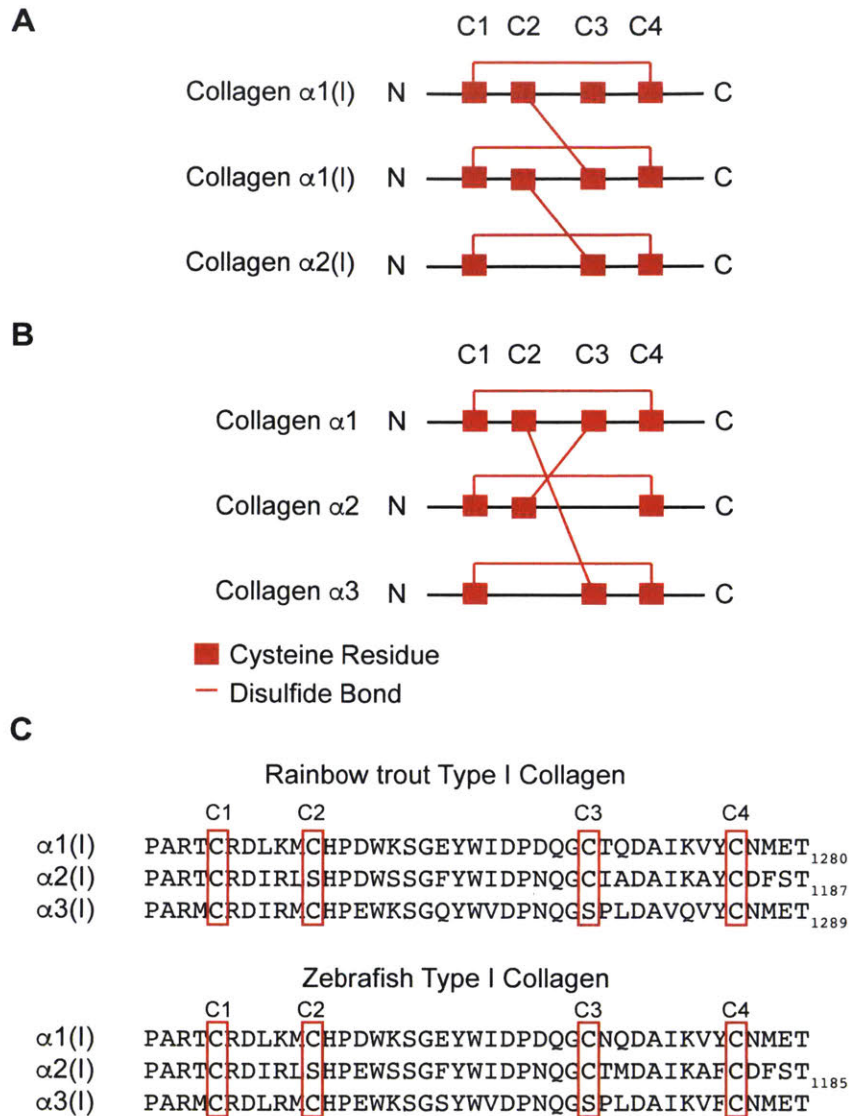 A
C1 C2 C3 C4
Collagen α1(I) N C
Collagen α1(I) N C
Collagen α2(I) N C
B
C1 C2 C3 C4
Collagen α1 N C
Collagen α2 N C
Collagen α3 N C
Cysteine Residue
Disulfide Bond
C
Rainbow trout Type I Collagen
C1 C2 C3 C4
α1(I) PARTCRDLKMCHPDWKSGEYWIDPDQGCTQDAIKVYCNMET1280
α2(I) PARTCRDIRLSHPDWSSGFYWIDPNQGCIADAIKAYCDFST1187
α3(I) PARMCRDIRMCHPEWKSGQYWVDPNQGSPLDAVQVYCNMET1289
Zebrafish Type I Collagen
C1 C2 C3 C4
α1(I) PARTCRDLKMCHPDWKSGEYWIDPDQGCNQDAIKVYCNMET
α2(I) PARTCRDIRLSHPEWSSGFYWIDPNQGCTMDAIKAFCDFST1185
α3(I) PARMCRDLRMCHPEWKSGSYWVDPNQGSPLDAIKVFCNMET